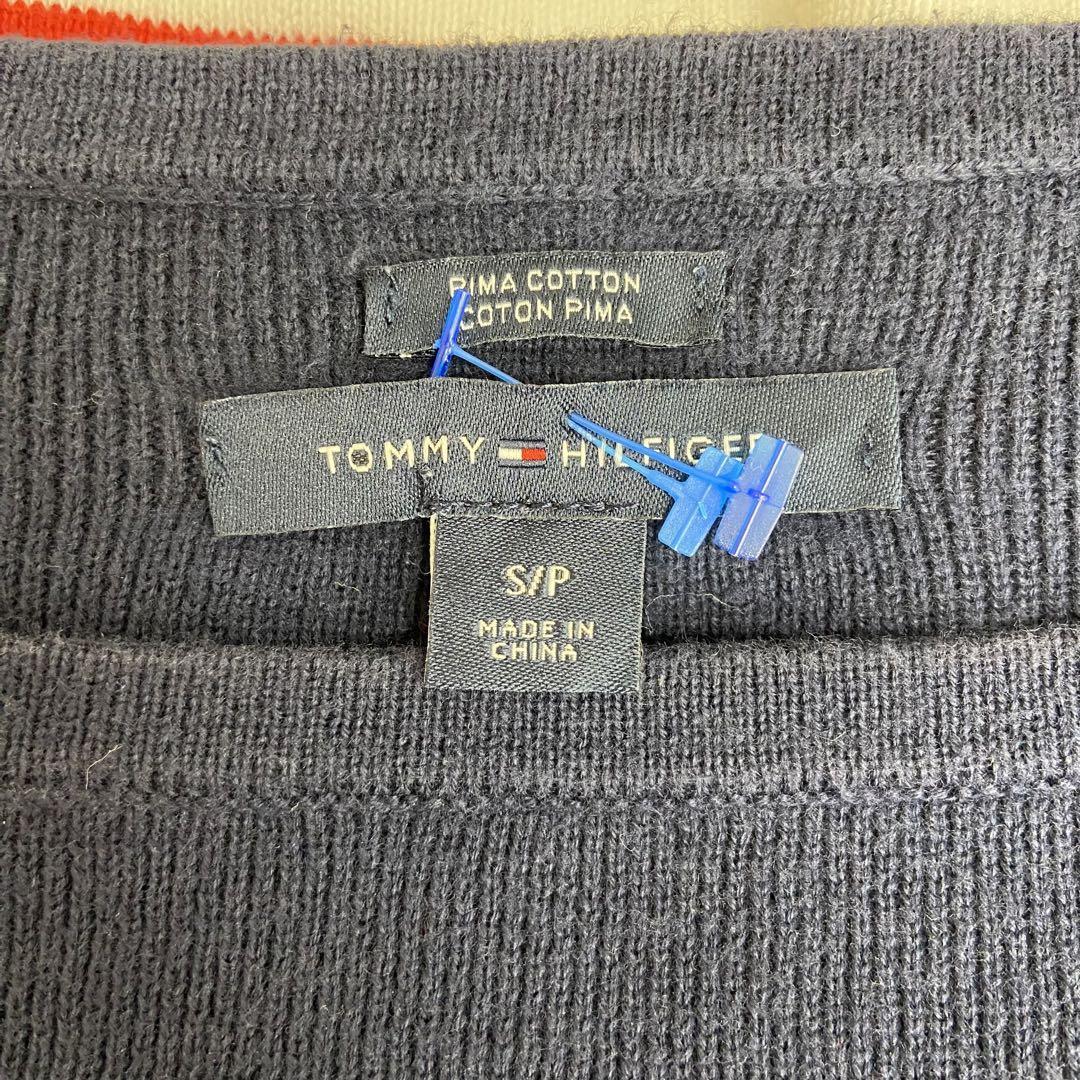 PIMA COTTON
COTON PIMA
TOMMY HILFIGER
S/P
MADE IN
CHINA